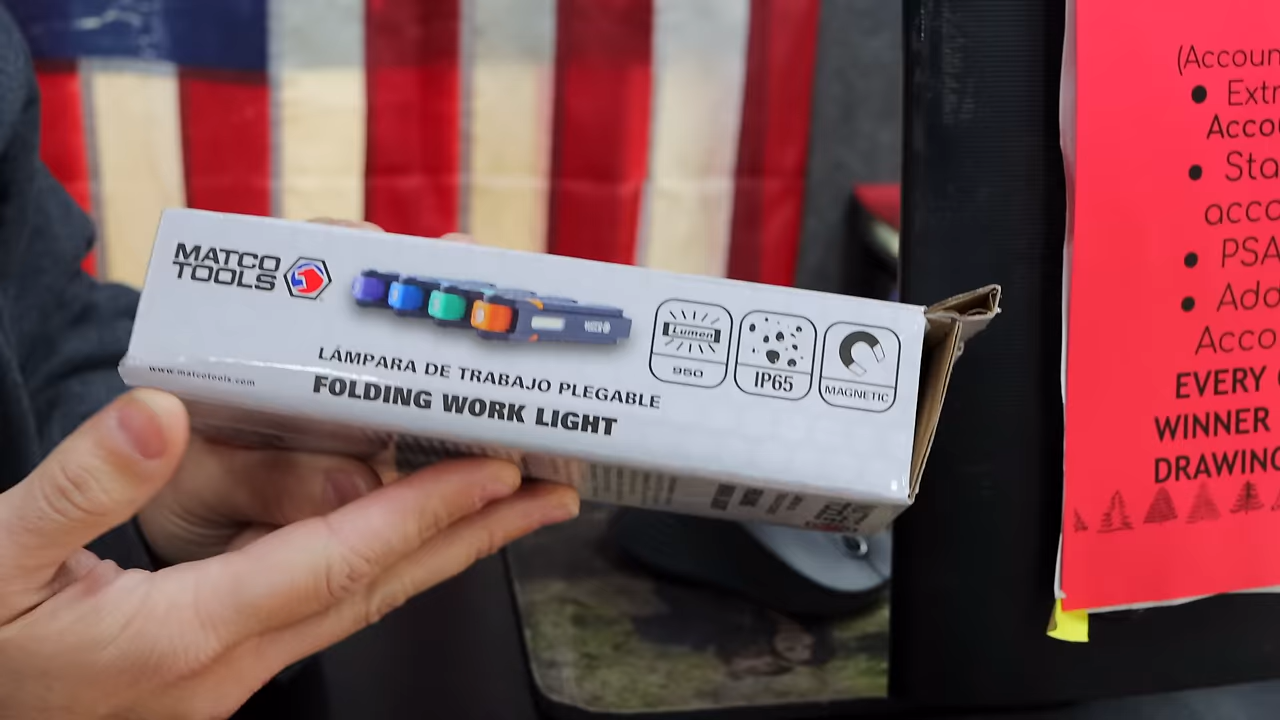 MATCO
TOOLS
www.matcotools.com
LÁMPARA DE TRABAJO PLEGABLE
FOLDING WORK LIGHT
Lumen
950
IP65
MAGNETIC
(Accoun
• Extr
Accou
• Sta
acco
• PSA
• Add
Acco
EVERY
WINNER
DRAWING